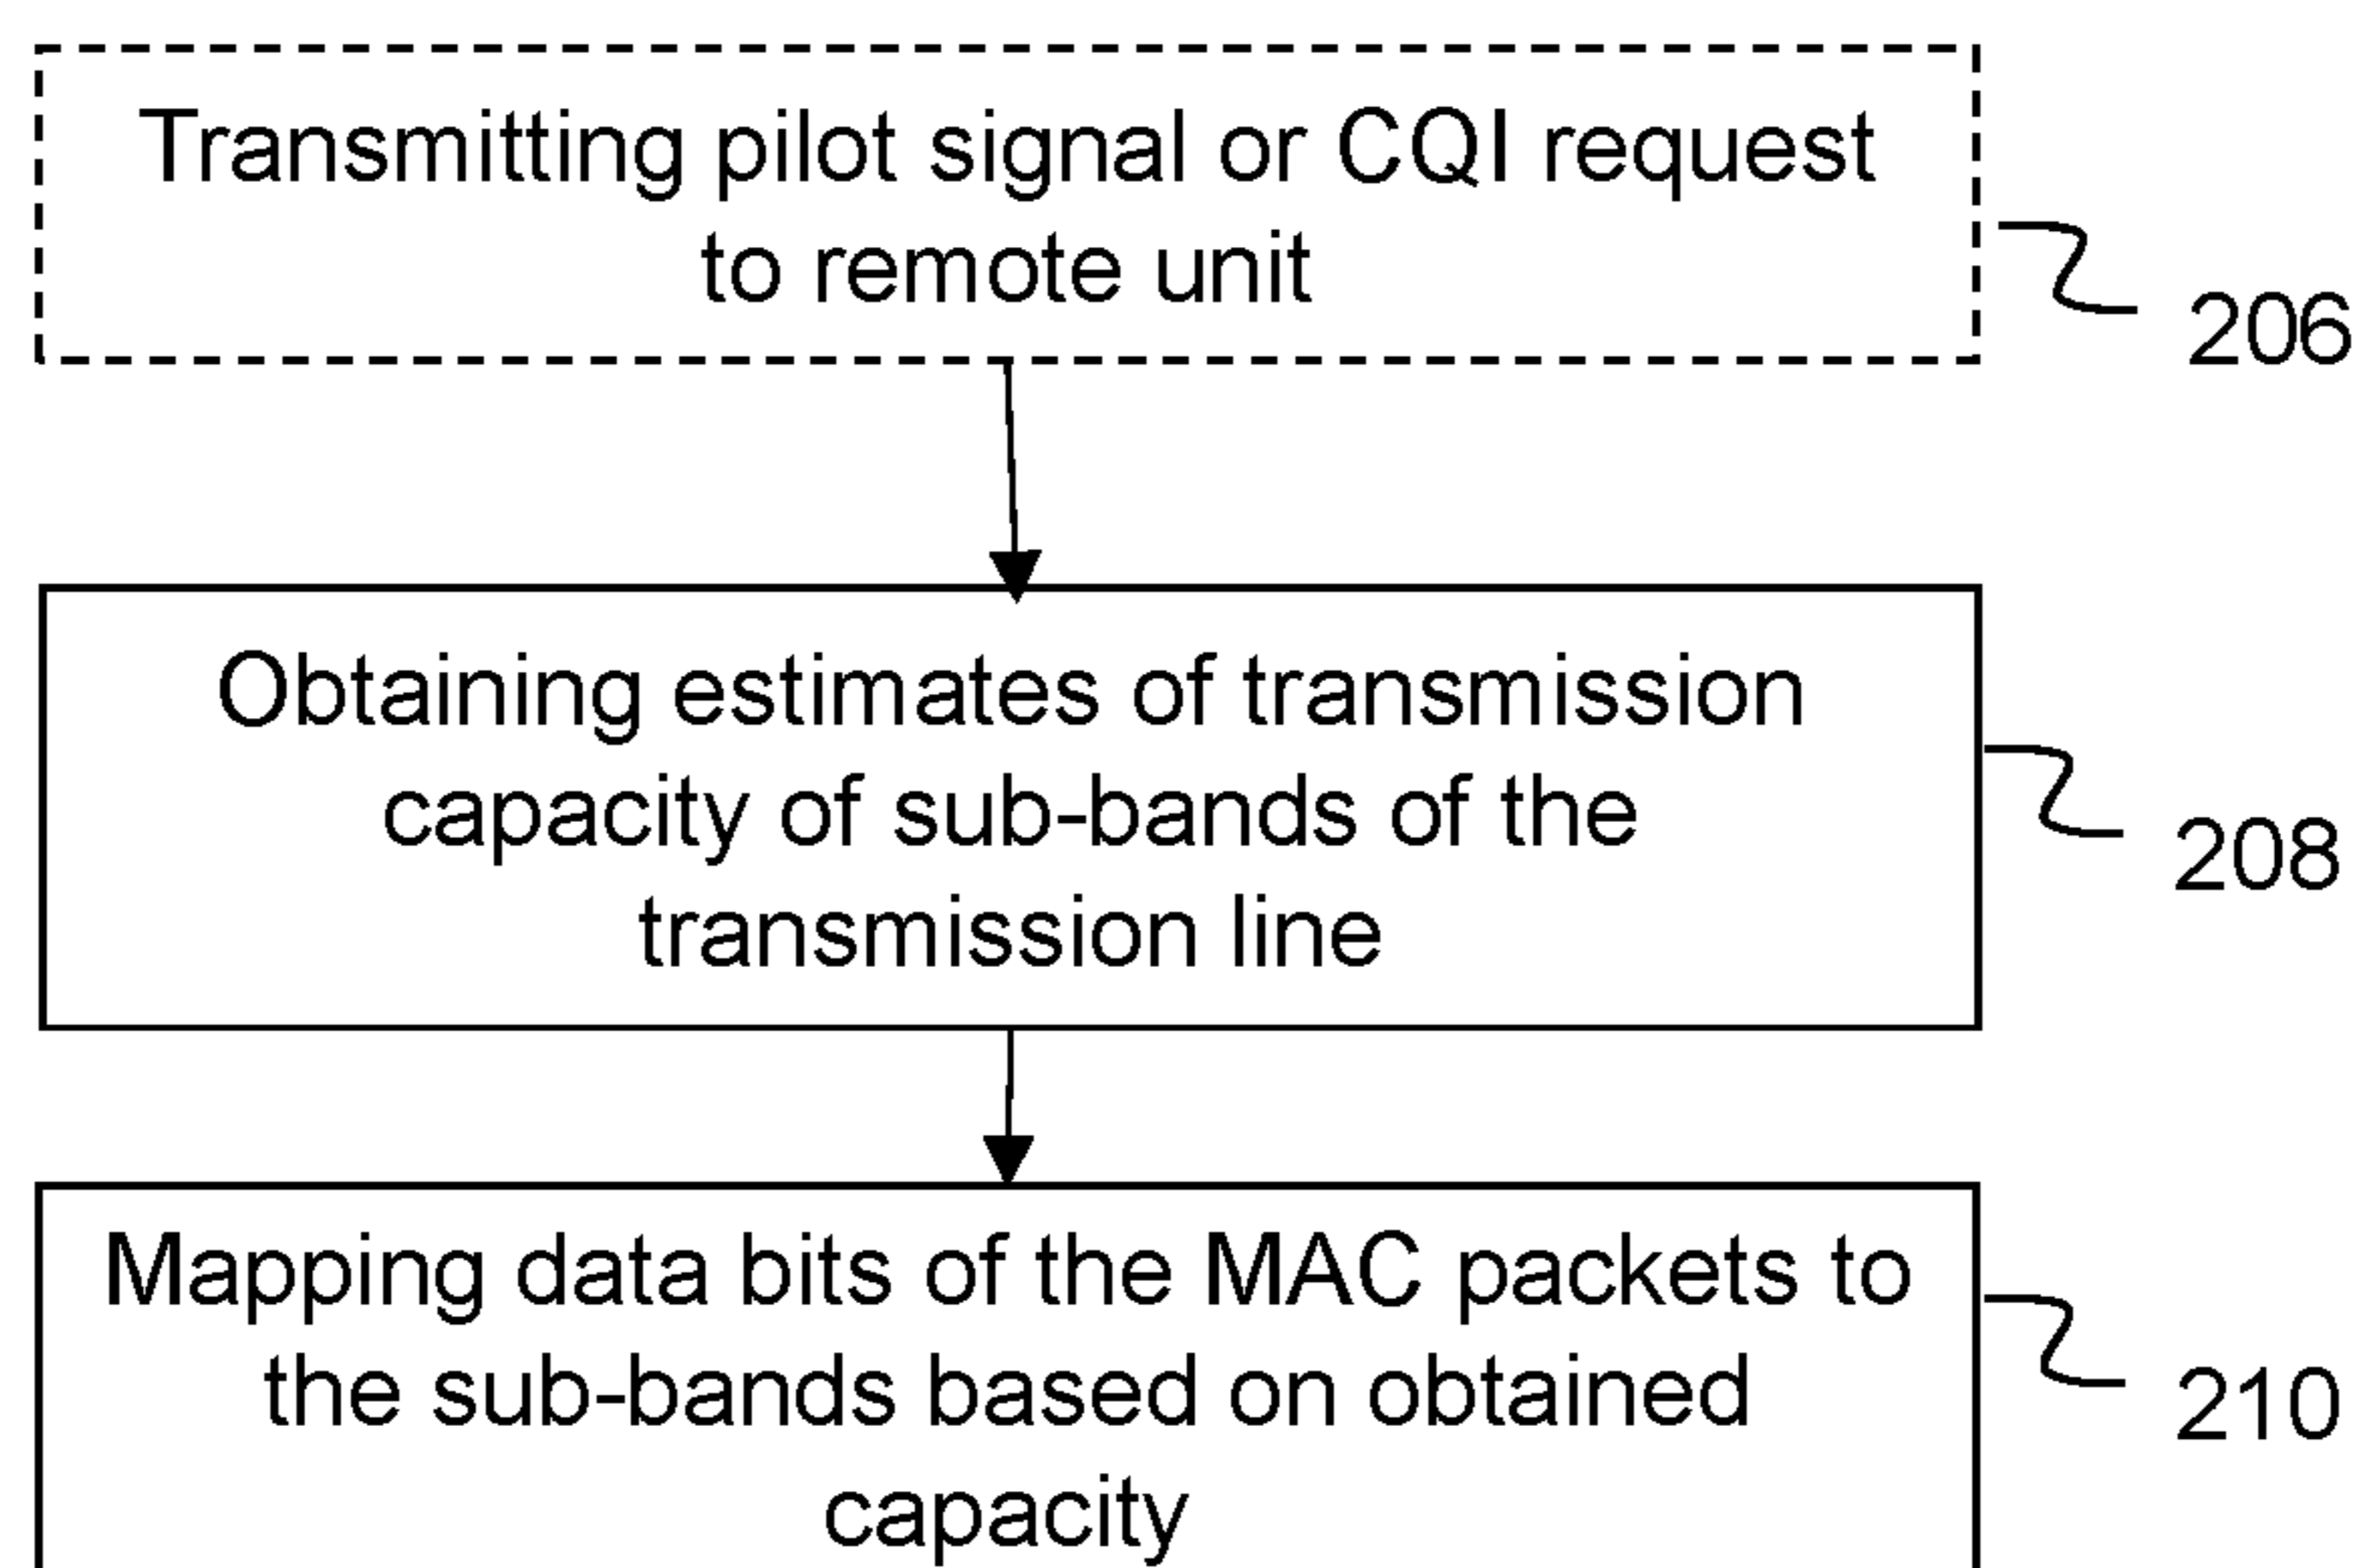 Transmitting pilot signal or CQI request
to remote unit
206
Obtaining estimates of transmission
capacity of sub-bands of the
transmission line
208
Mapping data bits of the MAC packets to
the sub-bands based on obtained
capacity
210